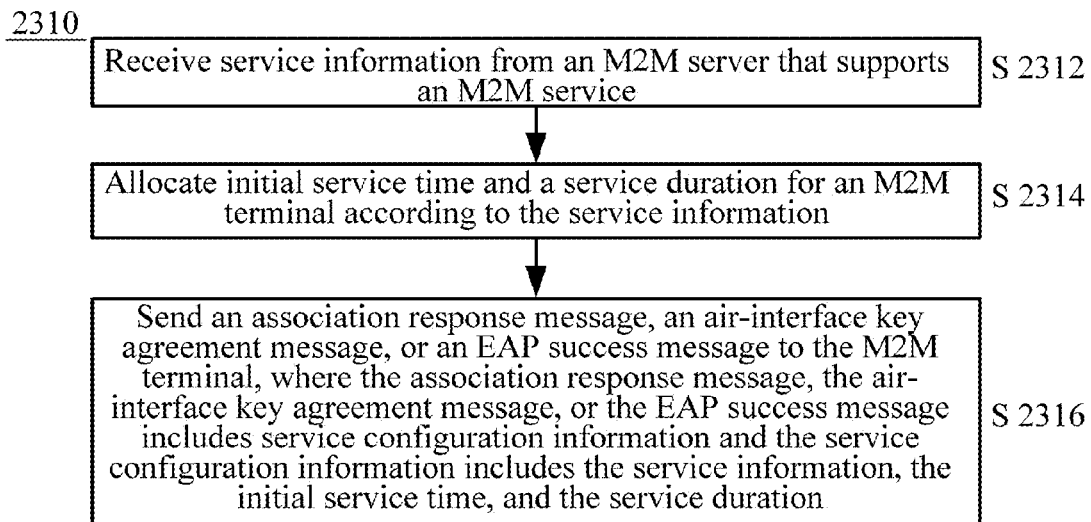 2310
Receive service information from an M2M server that supports
an M2M service
S 2312
Allocate initial service time and a service duration for an M2M
terminal according to the service information
S 2314
Send an association response message, an air-interface key
agreement message, or an EAP success message to the M2M
terminal, where the association response message, the air-
interface key agreement message, or the EAP success message
includes service configuration information and the service
configuration information includes the service information, the
initial service time, and the service duration
S 2316